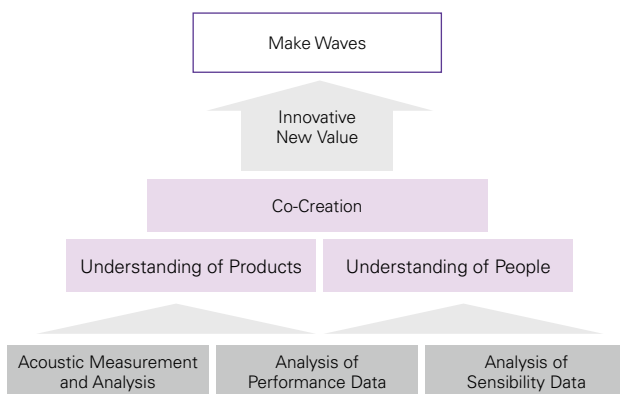 Make Waves
Innovative
New Value
Co-Creation
Understanding of Products
Understanding of People
Acoustic Measurement
and Analysis
Analysis of
Performance Data
Analysis of
Sensibility Data